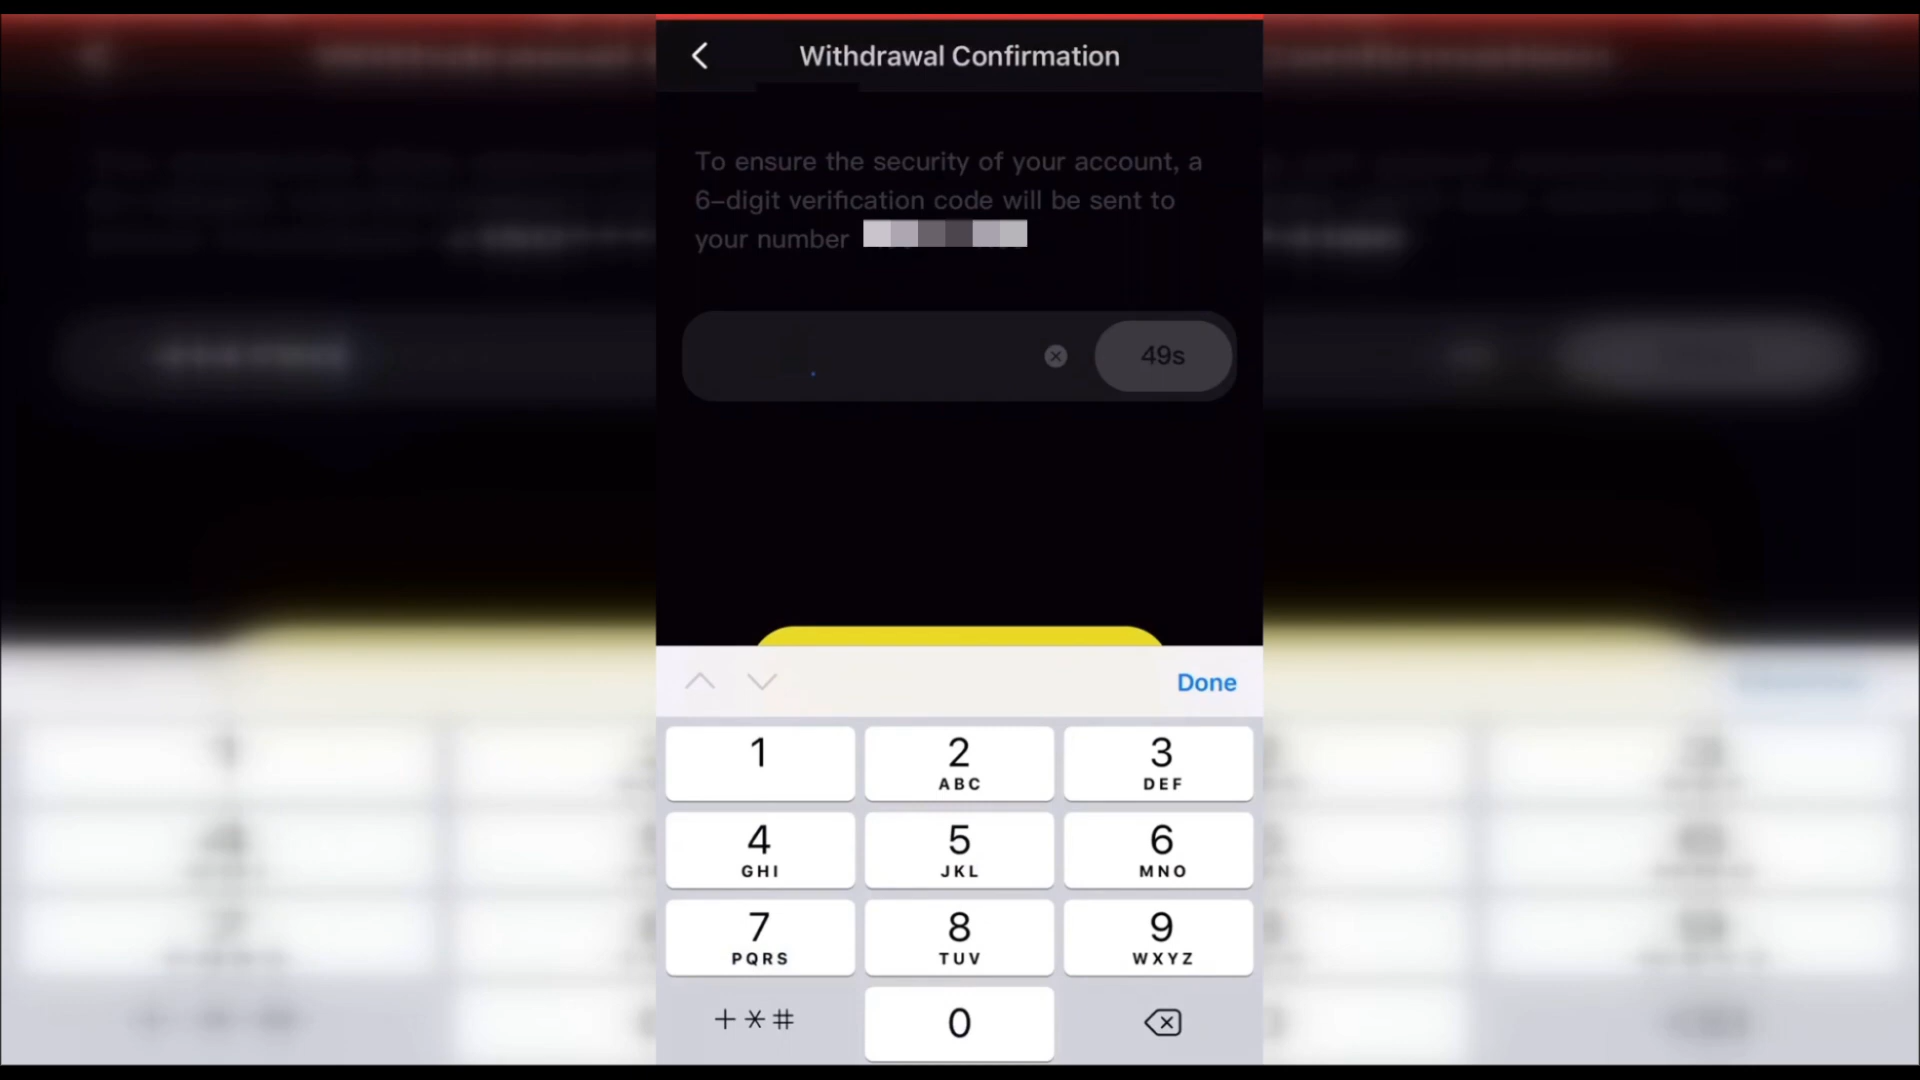 Withdrawal Confirmation
To ensure the security of your account, a
6-digit verification code will be sent to
your number
49s
Done
1
2
ABC
3
DEF
4
GHI
5
JKL
6
MNO
7
PQRS
8
TUV
9
WXYZ
+*#
0